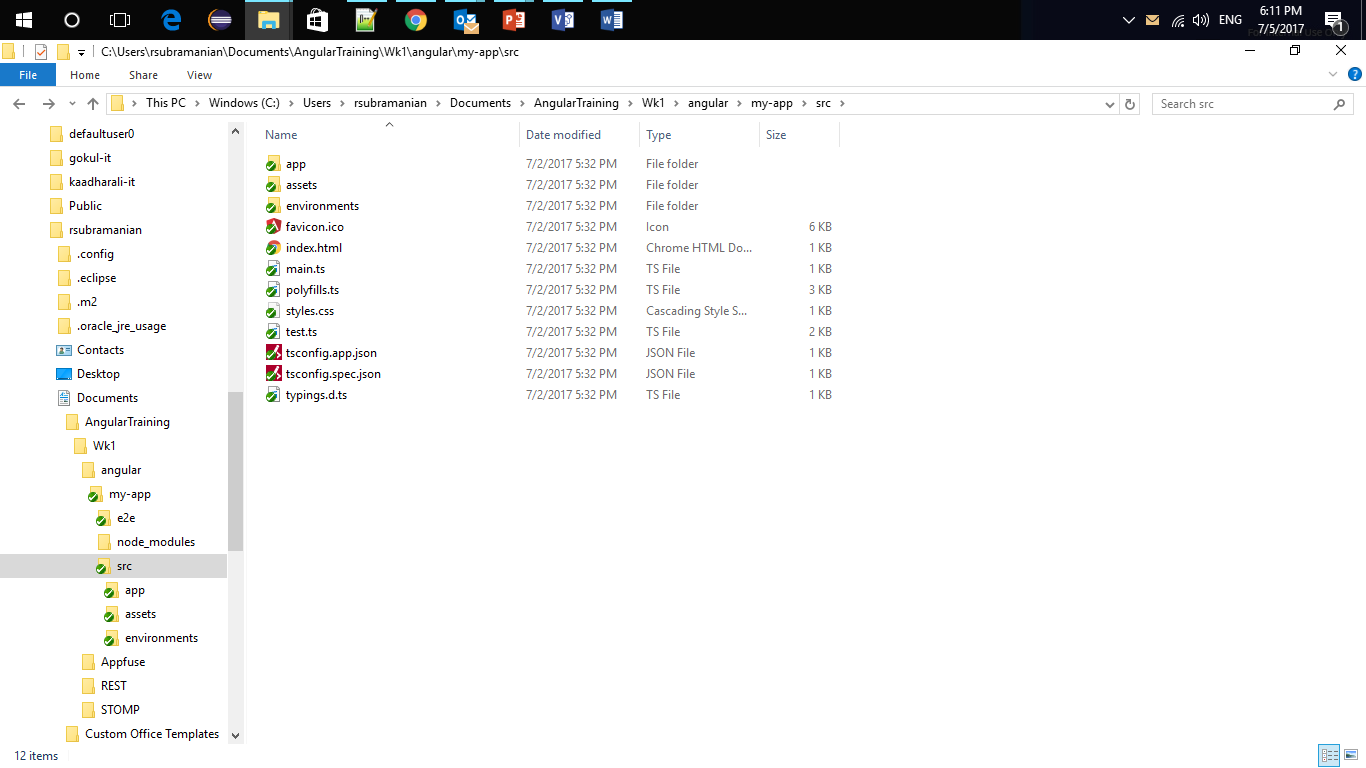 ENG
6:11 PM
7/5/2017
1
C:\Users\rsubramanian\Documents\AngularTraining\Wk1\angular\my-app\src
File Home Share View
This PC > Windows (C:) > Users > rsubramanian > Documents > AngularTraining > Wk1 > angular > my-app > src >
Search src
defaultuser0
gokul-it
kaadharali-it
Public
rsubramanian
.config
.eclipse
.m2
.oracle_jre_usage
Contacts
Desktop
Documents
AngularTraining
Wk1
angular
my-app
e2e
node_modules
src
app
assets
environments
Appfuse
REST
STOMP
Custom Office Templates
Name Date modified Type Size
app 7/2/2017 5:32 PM File folder
assets 7/2/2017 5:32 PM File folder
environments 7/2/2017 5:32 PM File folder
favicon.ico 7/2/2017 5:32 PM Icon 6 KB
index.html 7/2/2017 5:32 PM Chrome HTML Do... 1 KB
main.ts 7/2/2017 5:32 PM TS File 1 KB
polyfills.ts 7/2/2017 5:32 PM TS File 3 KB
styles.css 7/2/2017 5:32 PM Cascading Style S... 1 KB
test.ts 7/2/2017 5:32 PM TS File 2 KB
tsconfig.app.json 7/2/2017 5:32 PM JSON File 1 KB
tsconfig.spec.json 7/2/2017 5:32 PM JSON File 1 KB
typings.d.ts 7/2/2017 5:32 PM TS File 1 KB
12 items